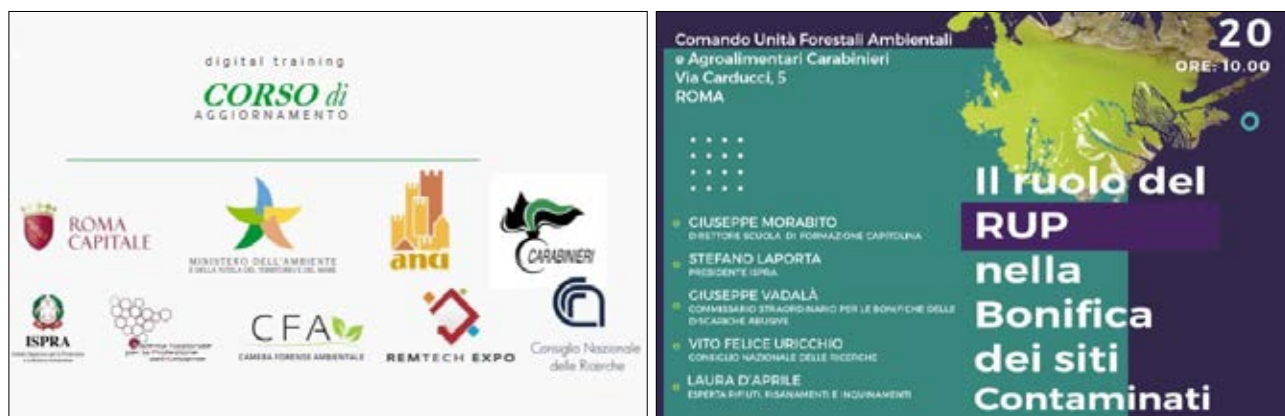 digital training
CORSO di
AGGIORNAMENTO
ROMA
CAPITALE
MINISTERO DELL'AMBIENTE
E DELLA TUTELA DEL TERRITORIO E DEL MARE
anci
CARABINIERI
ISPRA
CFA
CAMERA FORENSE AMBIENTALE
REMTECH EXPO
Consiglio Nazionale
delle Ricerche
Comando Unità Forestali Ambientali
e Agroalimentari Carabinieri
Via Carducci, 5
ROMA
20
ORE: 10.00
GIUSEPPE MORABITO
DIRETTORE SCUOLA DI FORMAZIONE CAPITOLINA
STEFANO LAPORTA
PRESIDENTE ISPRA
GIUSEPPE VADALÀ
COMMISSARIO STRAORDINARIO PER LE BONIFICHE DELLE
DISCARICHE ABUSIVE
VITO FELICE URICCHIO
CONSIGLIO NAZIONALE DELLE RICERCHE
LAURA D'APRILE
ESPERTA RIFIUTI, RISANAMENTI E INQUINAMENTI
Il ruolo del
RUP
nella
Bonifica
dei siti
Contaminati